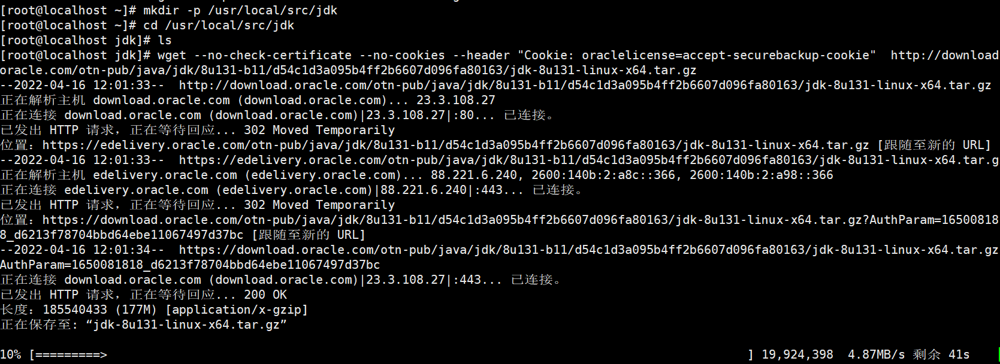 [root@localhost ~]# mkdir -p /usr/local/src/jdk
[root@localhost ~]# cd /usr/local/src/jdk
[root@localhost jdk]# ls
[root@localhost jdk]# wget --no-check-certificate --no-cookies --header "Cookie: oraclelicense=accept-securebackup-cookie"  http://download
oracle.com/otn-pub/java/jdk/8u131-b11/d54c1d3a095b4ff2b6607d096fa80163/jdk-8u131-linux-x64.tar.gz
--2022-04-16 12:01:33--  http://download.oracle.com/otn-pub/java/jdk/8u131-b11/d54c1d3a095b4ff2b6607d096fa80163/jdk-8u131-linux-x64.tar.gz
正在解析主机 download.oracle.com (download.oracle.com)... 23.3.108.27
正在连接 download.oracle.com (download.oracle.com)|23.3.108.27|:80... 已连接。
已发出 HTTP 请求，正在等待回应... 302 Moved Temporarily
位置：https://edelivery.oracle.com/otn-pub/java/jdk/8u131-b11/d54c1d3a095b4ff2b6607d096fa80163/jdk-8u131-linux-x64.tar.gz [跟随至新的 URL]
--2022-04-16 12:01:33--  https://edelivery.oracle.com/otn-pub/java/jdk/8u131-b11/d54c1d3a095b4ff2b6607d096fa80163/jdk-8u131-linux-x64.tar.g
正在解析主机 edelivery.oracle.com (edelivery.oracle.com)... 88.221.6.240, 2600:140b:2:a8c::366, 2600:140b:2:a98::366
正在连接 edelivery.oracle.com (edelivery.oracle.com)|88.221.6.240|:443... 已连接。
已发出 HTTP 请求，正在等待回应... 302 Moved Temporarily
位置：https://download.oracle.com/otn-pub/java/jdk/8u131-b11/d54c1d3a095b4ff2b6607d096fa80163/jdk-8u131-linux-x64.tar.gz?AuthParam=16500818
8_d6213f78704bbd64ebe11067497d37bc [跟随至新的 URL]
--2022-04-16 12:01:34--  https://download.oracle.com/otn-pub/java/jdk/8u131-b11/d54c1d3a095b4ff2b6607d096fa80163/jdk-8u131-linux-x64.tar.gz
AuthParam=1650081818_d6213f78704bbd64ebe11067497d37bc
正在连接 download.oracle.com (download.oracle.com)|23.3.108.27|:443... 已连接。
已发出 HTTP 请求，正在等待回应... 200 OK
长度：185540433 (177M) [application/x-gzip]
正在保存至: “jdk-8u131-linux-x64.tar.gz”
10% [=========>                                                                                         ] 19,924,398  4.87MB/s 剩余 41s